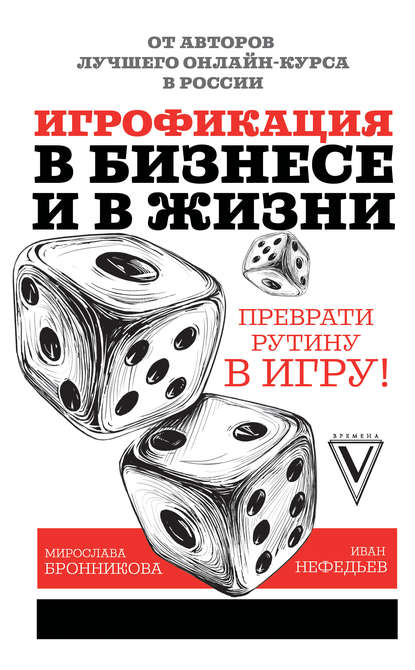 ОТ АВТОРОВ
ЛУЧШЕГО ОНЛАЙН-КУРСА
В РОССИИ
ИГРОФИКАЦИЯ
В БИЗНЕСЕ
И В ЖИЗНИ
ПРЕВРАТИ
РУТИНУ
В ИГРУ!
ВРЕМЕНА
V
МИРОСЛАВА
БРОННИКОВА
ИВАН
НЕФЕДЬЕВ